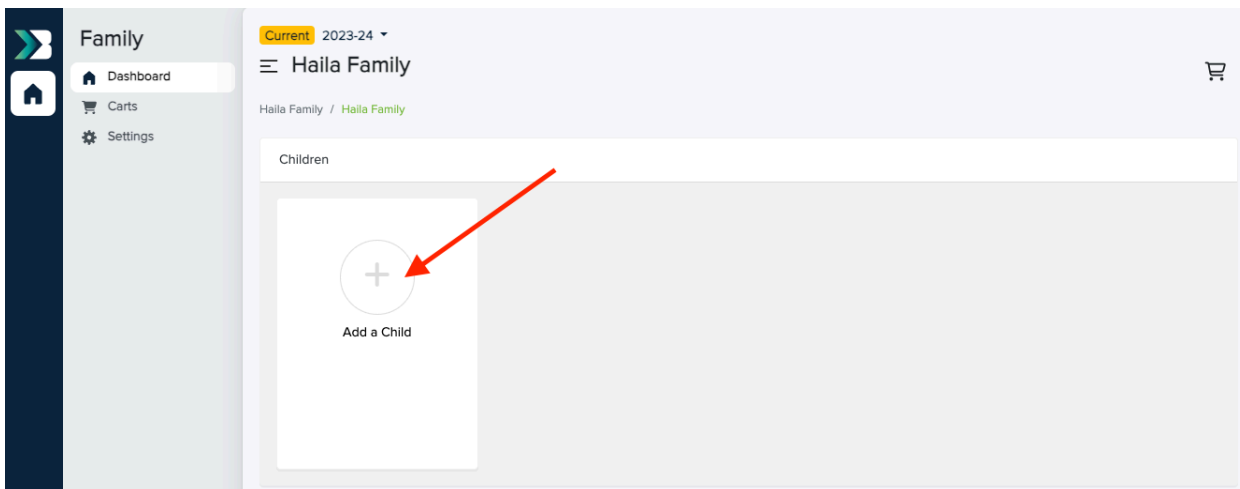 Family
Dashboard
Carts
Settings
Current 2023-24
Haila Family
Haila Family / Haila Family
Children
Add a Child